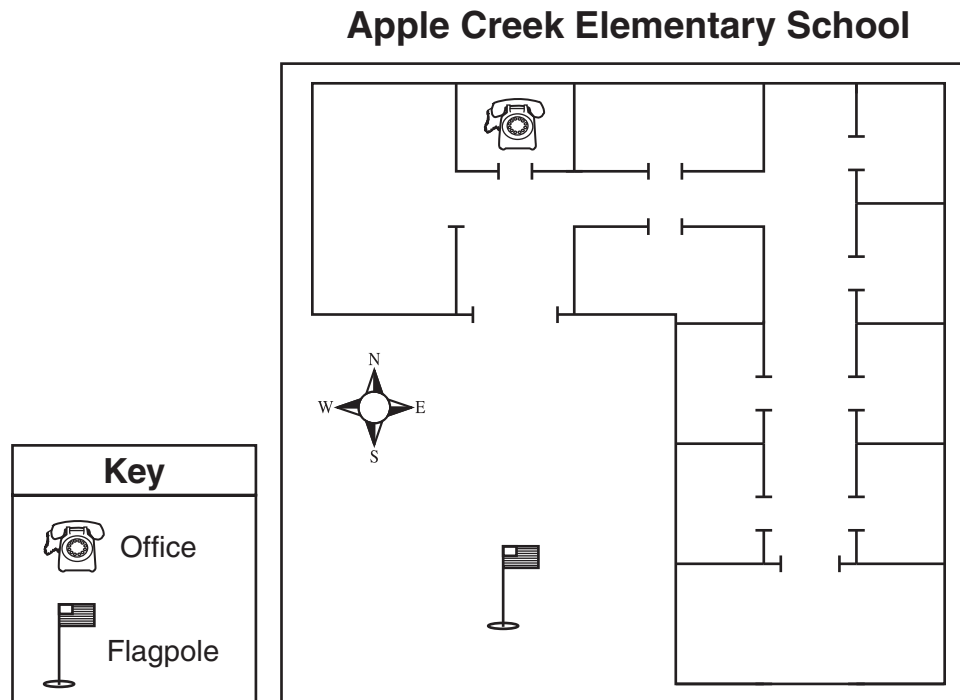 Apple Creek Elementary School
N
W E
S
Key
Office
Flagpole